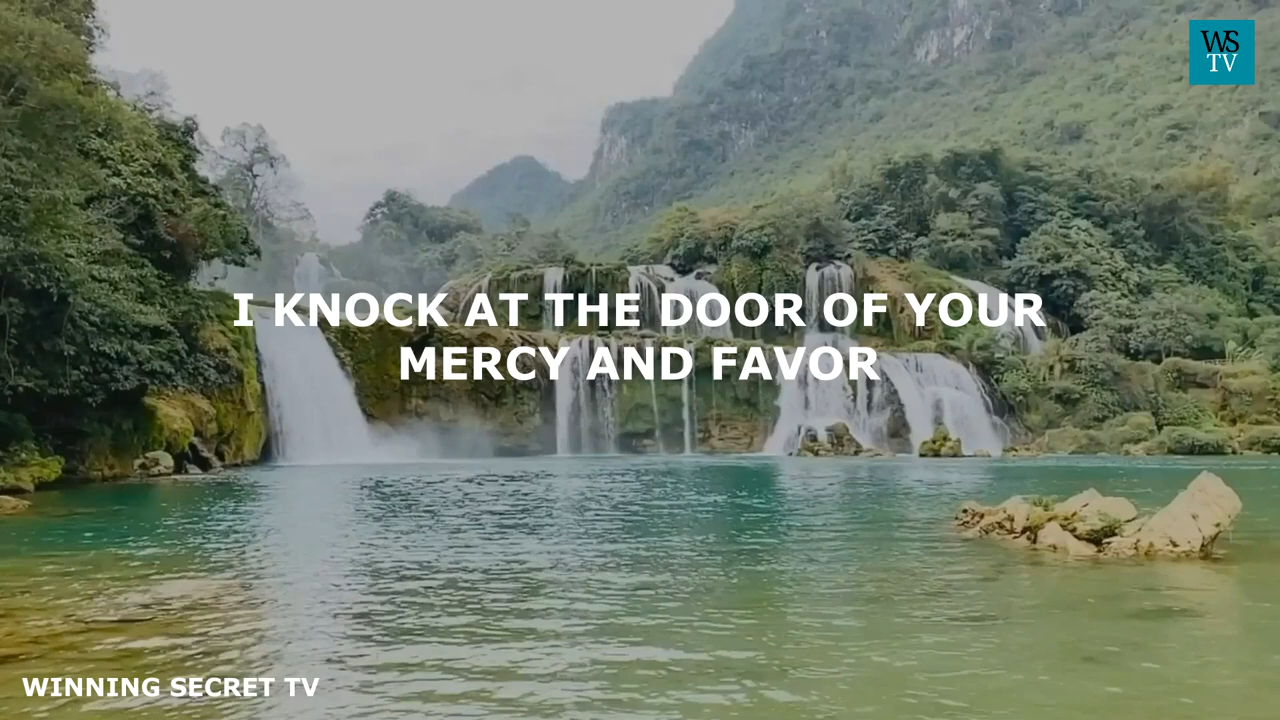 WS
TV
I KNOCK AT THE DOOR OF YOUR
MERCY AND FAVOR
WINNING SECRET TV